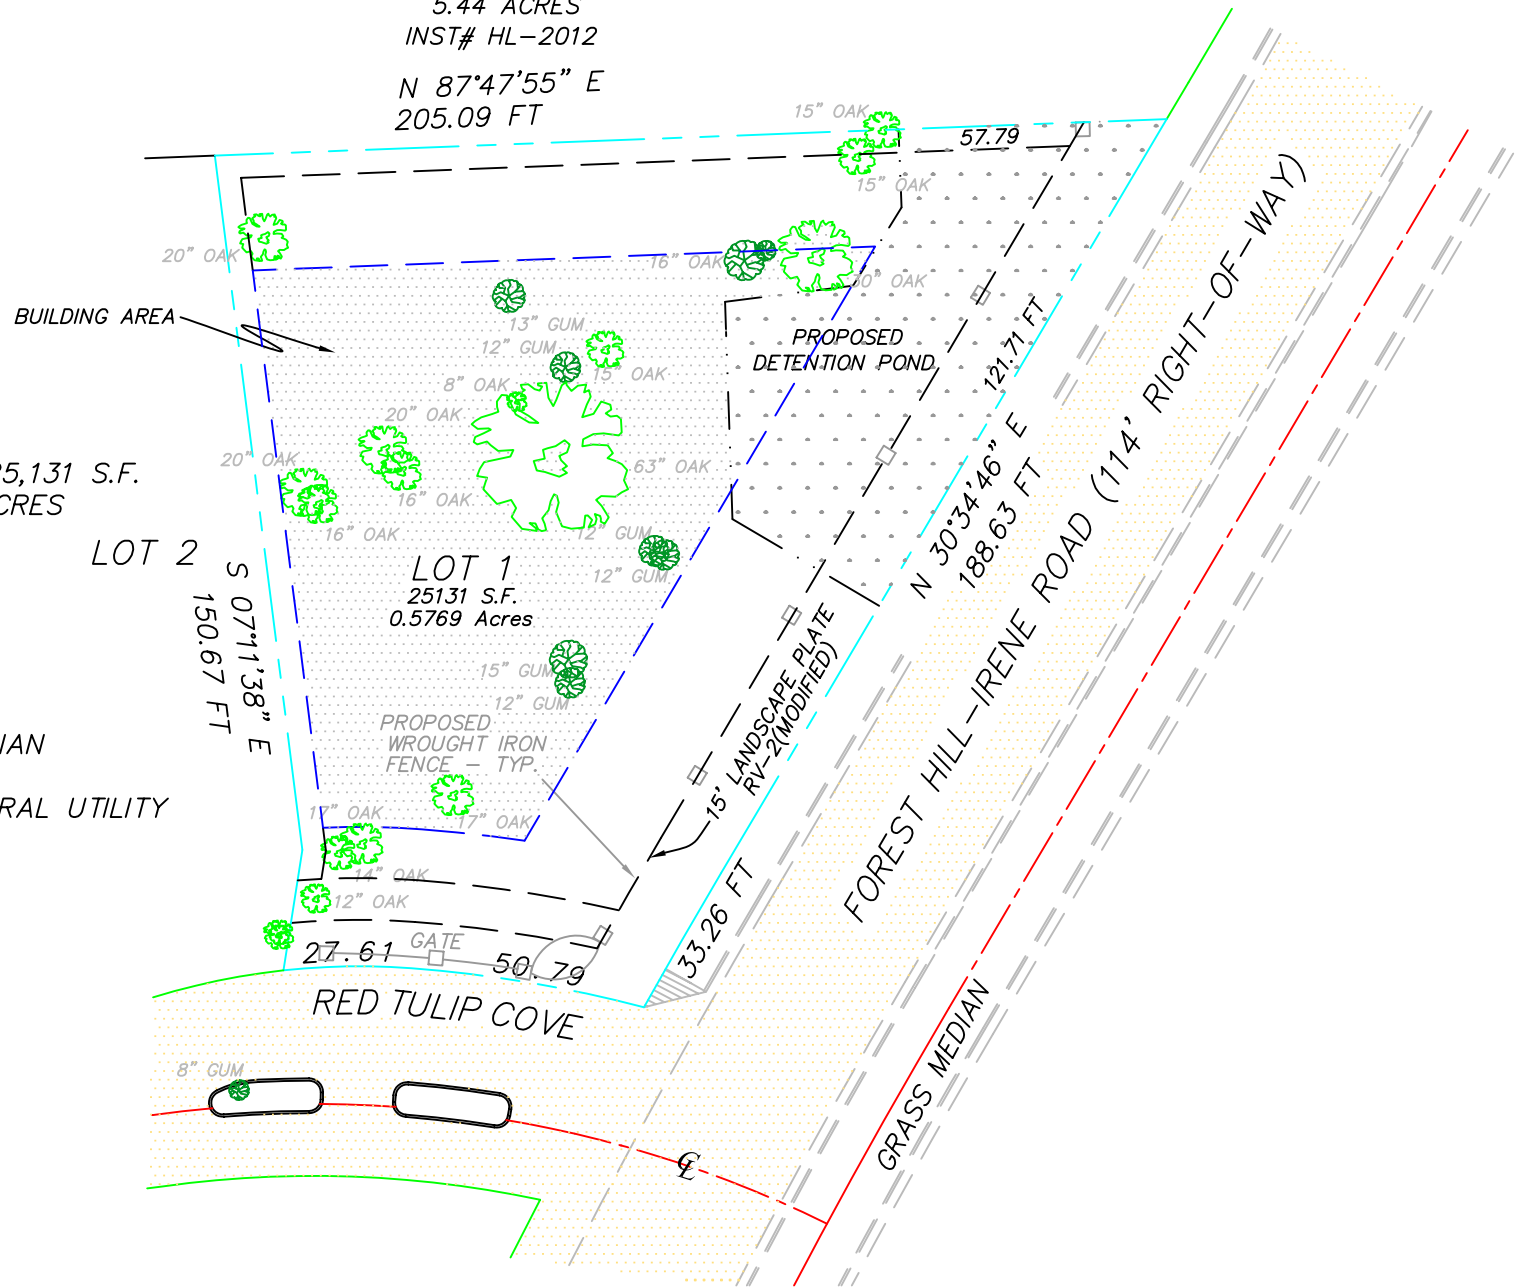 5.44 ACRES
INST# HL-2012
N 87°47'55" E
205.09 FT
15" OAK
57.79
15" OAK
20" OAK
16" OAK
30" OAK
BUILDING AREA
13" GUM
12" GUM
15" OAK
8" OAK
20" OAK
PROPOSED
DETENTION POND
121.71 FT
20" OAK
63" OAK
16" OAK
16" OAK
25,131 S.F.
12" GUM
12" GUM
LOT 2
LOT 1
25131 S.F.
0.5769 Acres
N 30°34'46" E
188.63 FT
FOREST HILL-IRENE ROAD (114' RIGHT-OF-WAY)
S 07°11'38" E
150.67 FT
15" GUM
12" GUM
PROPOSED
WROUGHT IRON
FENCE - TYP.
15' LANDSCAPE PLATE
RV-2(MODIFIED)
UTILITY
17" OAK
17" OAK
14" OAK
12" OAK
33.26 FT
27.61
GATE
50.79
RED TULIP COVE
GRASS MEDIAN
8" GUM
CL